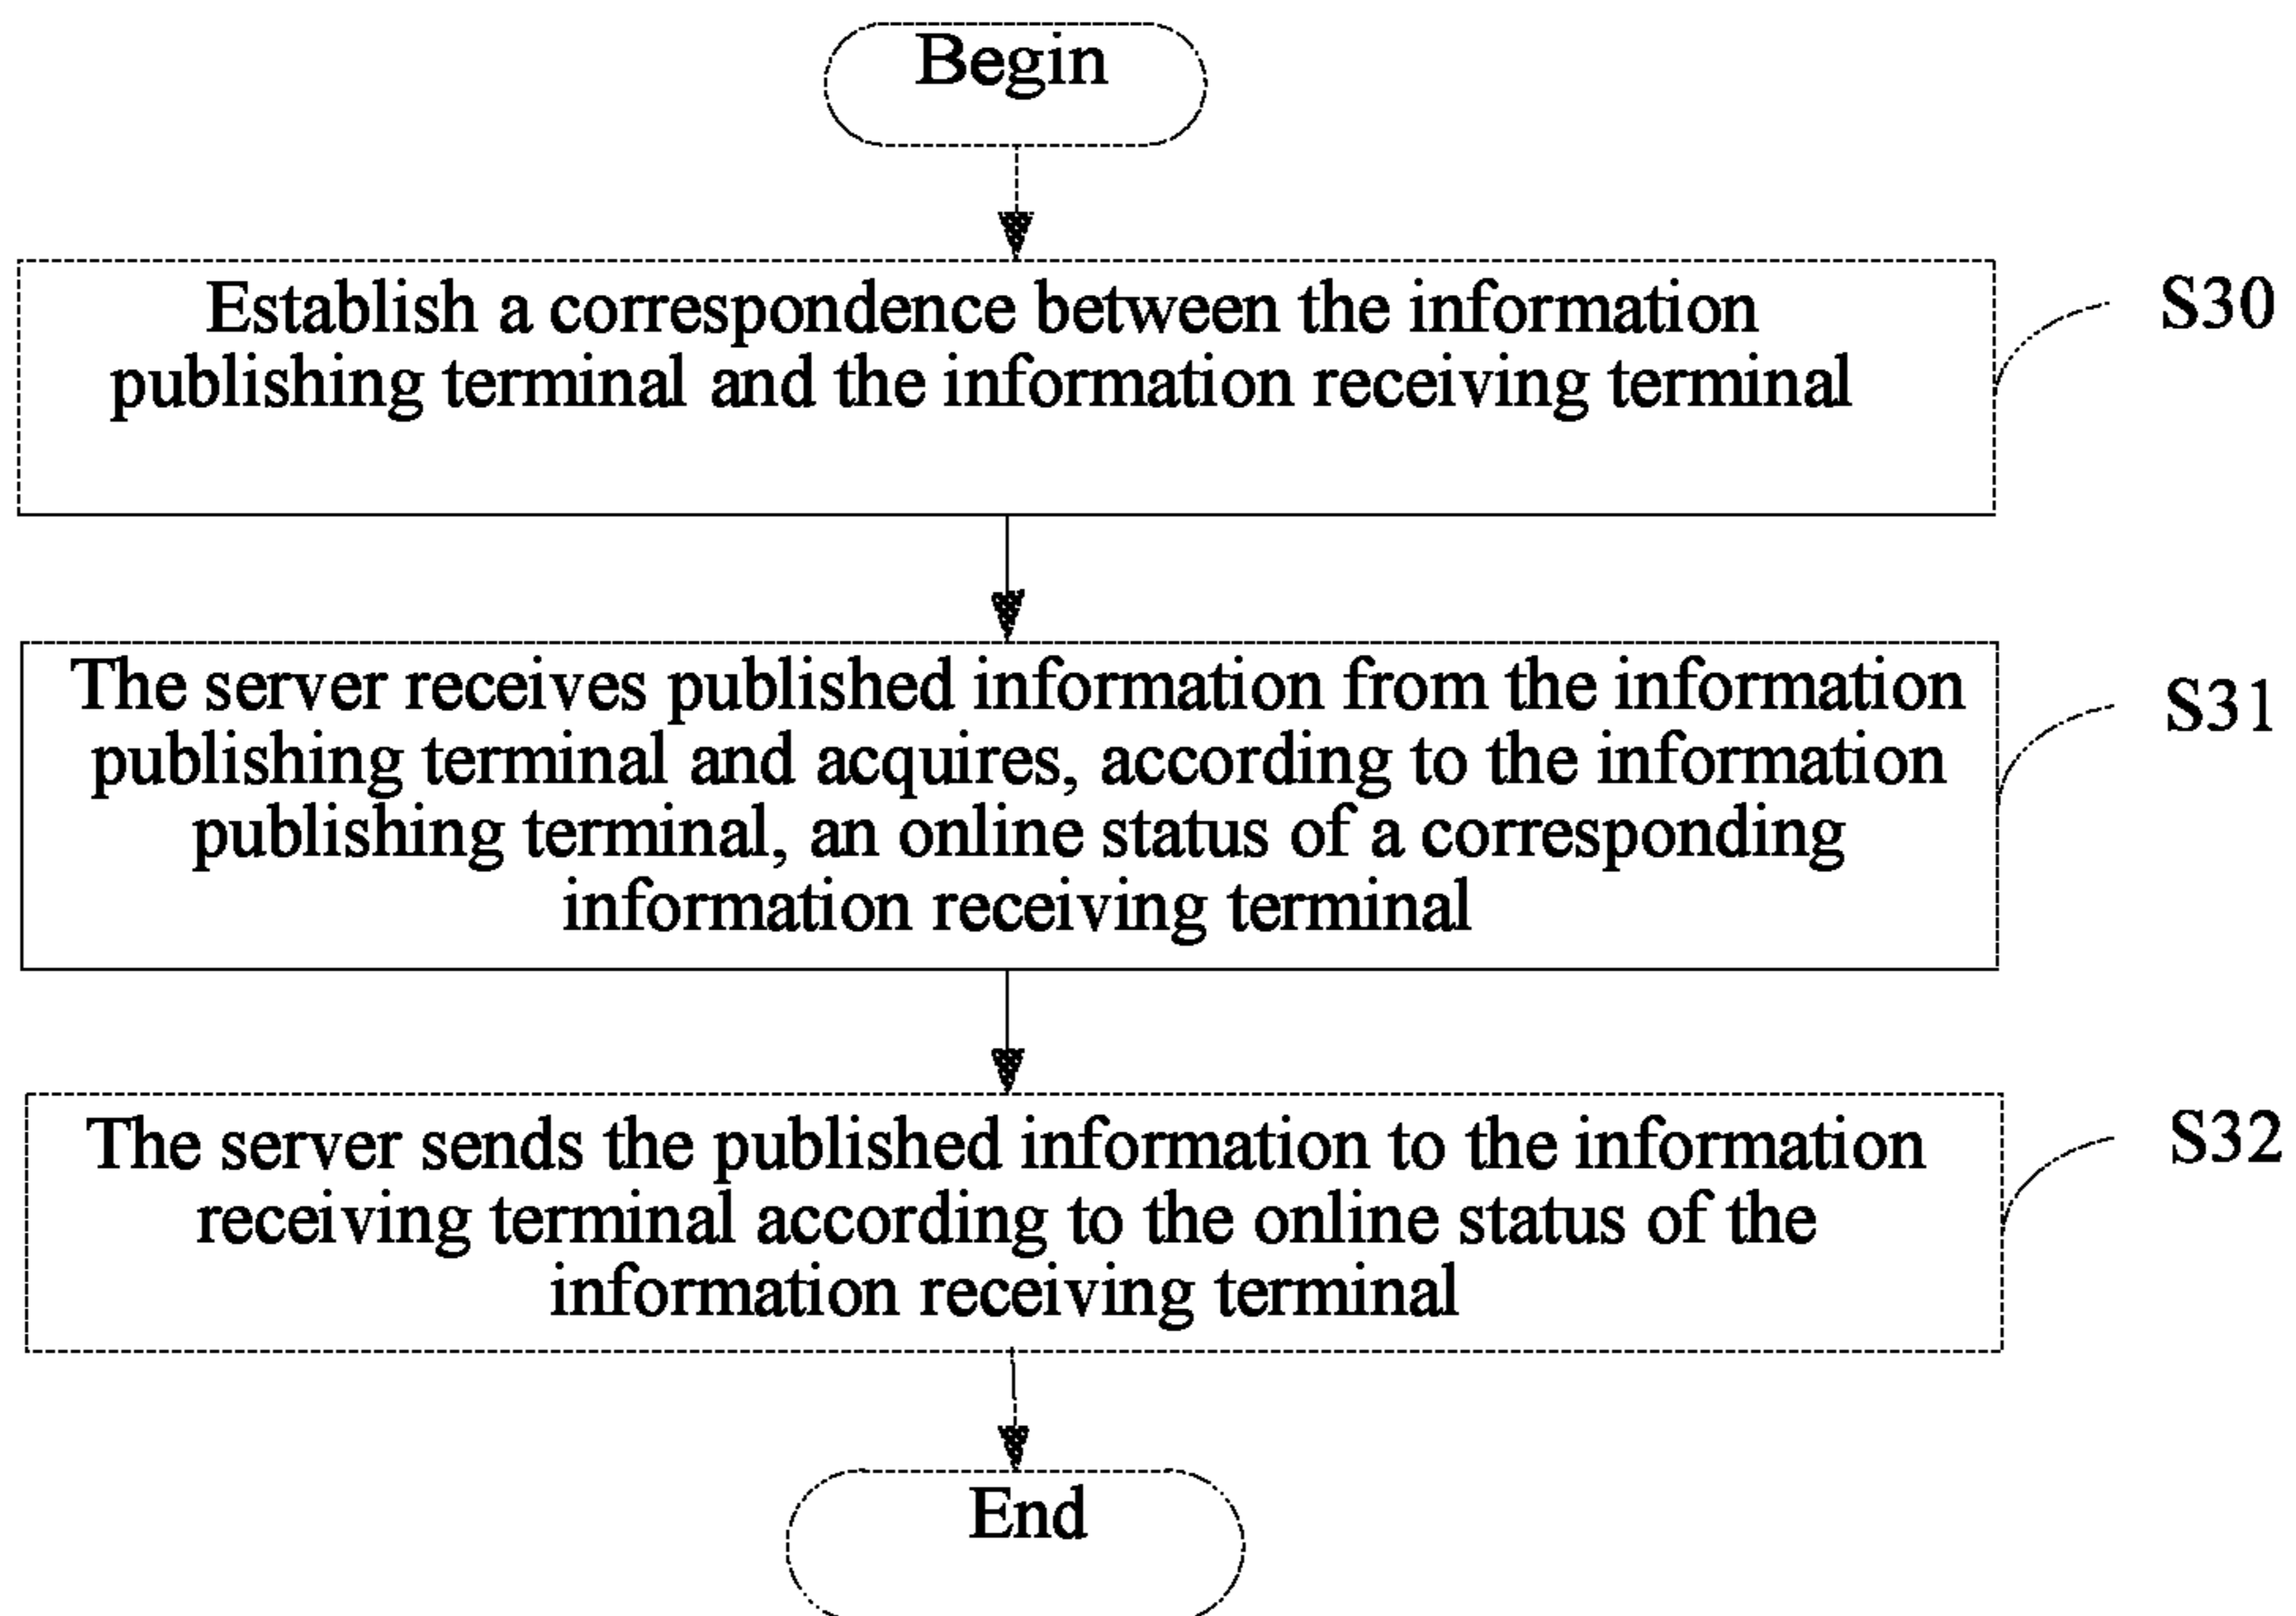 Begin
Establish a correspondence between the information
publishing terminal and the information receiving terminal
S30
The server receives published information from the information
publishing terminal and acquires, according to the information
publishing terminal, an online status of a corresponding
information receiving terminal
S31
The server sends the published information to the information
receiving terminal according to the online status of the
information receiving terminal
S32
End